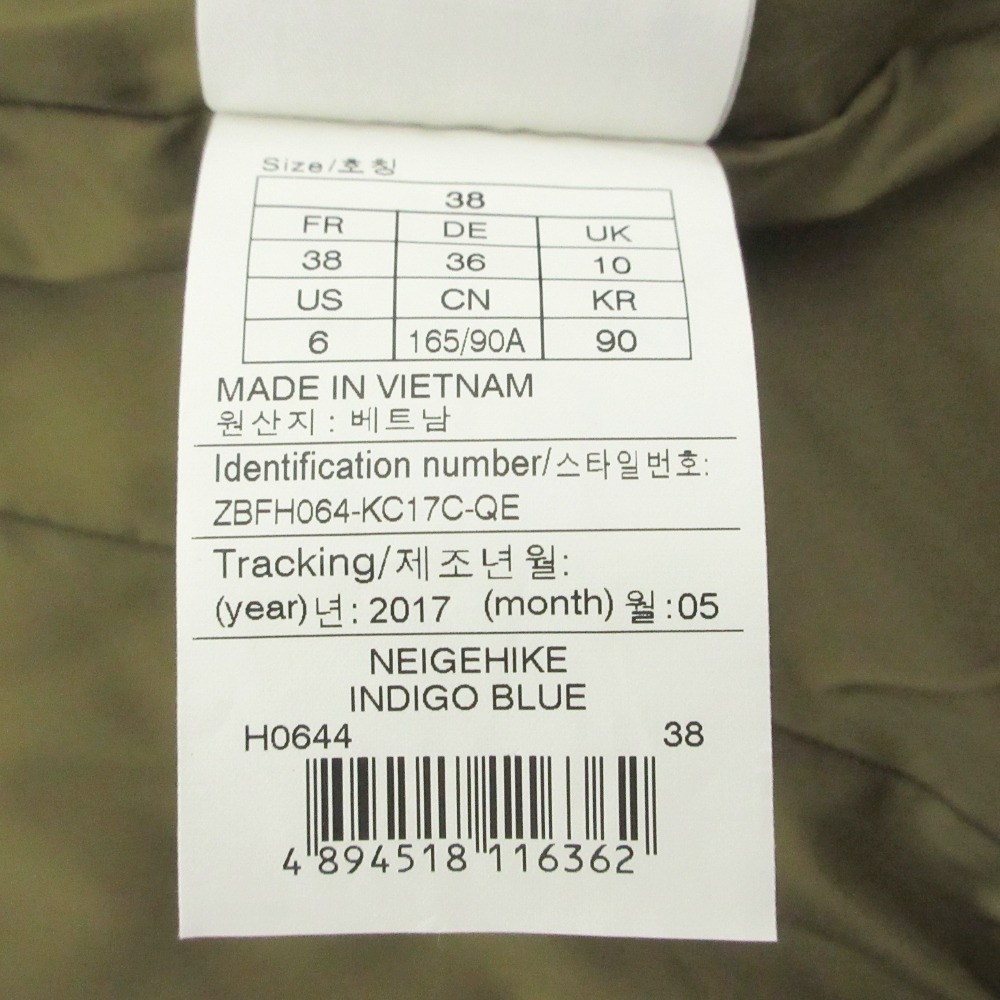 Size/호칭
38
FR DE UK
38 36 10
US CN KR
6 165/90A 90
MADE IN VIETNAM
원산지 : 베트남
Identification number/스타일번호:
ZBFH064-KC17C-QE
Tracking/제조년월:
(year)년: 2017 (month)월:05
NEIGEHIKE
INDIGO BLUE
H0644 38
4 894518 116362